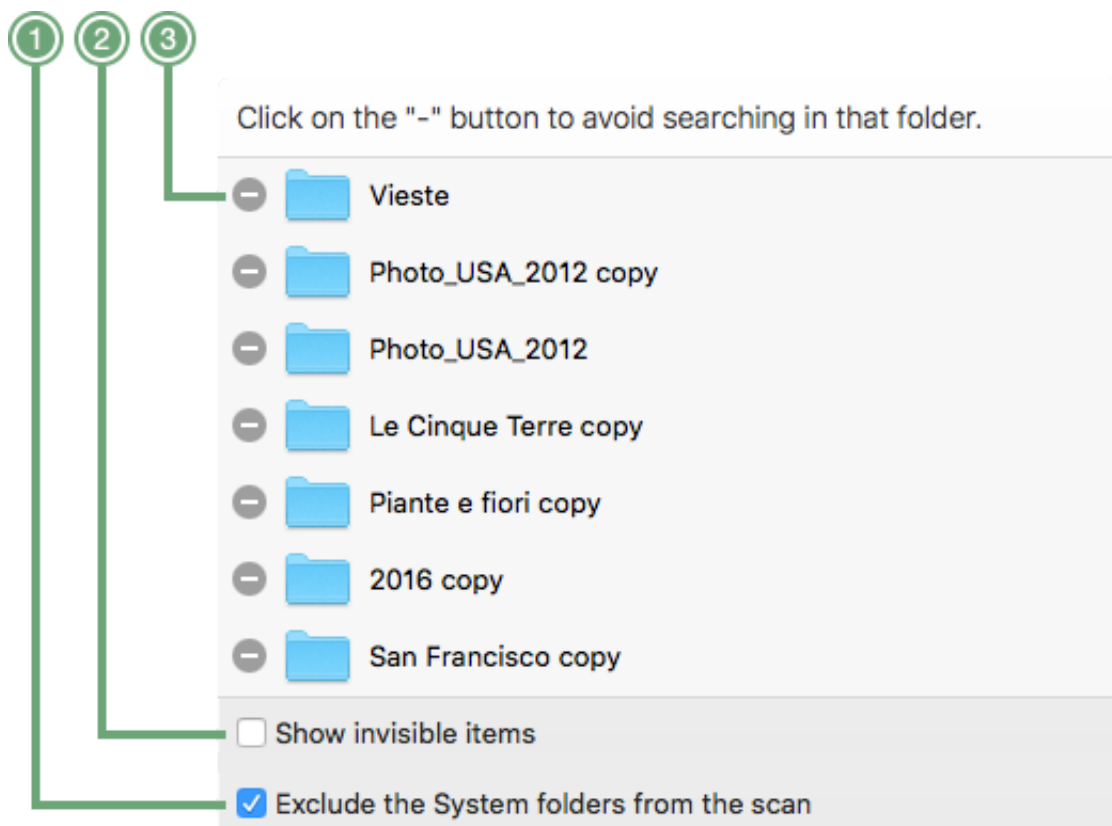 1 2 3
Click on the "-" button to avoid searching in that folder.
Vieste
Photo_USA_2012 copy
Photo_USA_2012
Le Cinque Terre copy
Piante e fiori copy
2016 copy
San Francisco copy
Show invisible items
Exclude the System folders from the scan